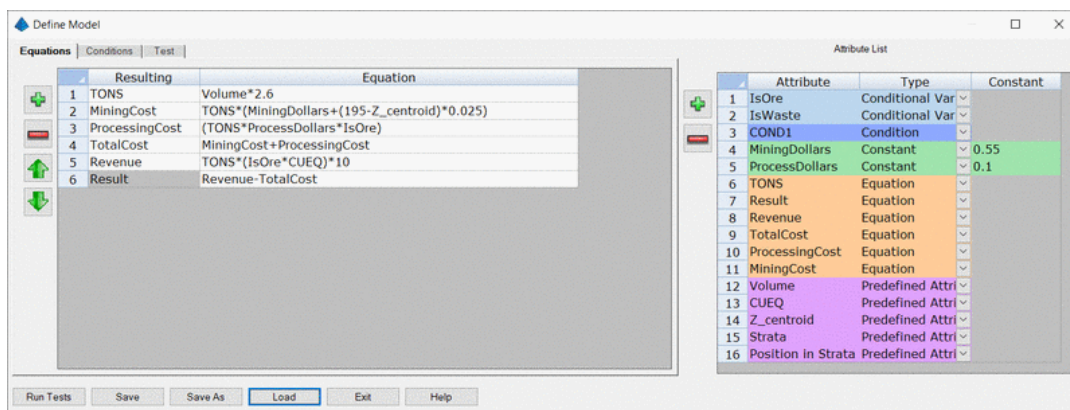 Define Model
Equations Conditions Test
Attribute List
Resulting Equation
1 TONS Volume*2.6
2 MiningCost TONS*(MiningDollars+(195-Z_centroid)*0.025)
3 ProcessingCost (TONS*ProcessDollars*IsOre)
4 TotalCost MiningCost+ProcessingCost
5 Revenue TONS*(IsOre*CUEQ)*10
6 Result Revenue-TotalCost
Attribute Type Constant
1 IsOre Conditional Var
2 IsWaste Conditional Var
3 COND1 Condition
4 MiningDollars Constant 0.55
5 ProcessDollars Constant 0.1
6 TONS Equation
7 Result Equation
8 Revenue Equation
9 TotalCost Equation
10 ProcessingCost Equation
11 MiningCost Equation
12 Volume Predefined Attri
13 CUEQ Predefined Attri
14 Z_centroid Predefined Attri
15 Strata Predefined Attri
16 Position in Strata Predefined Attri
Run Tests Save Save As Load Exit Help